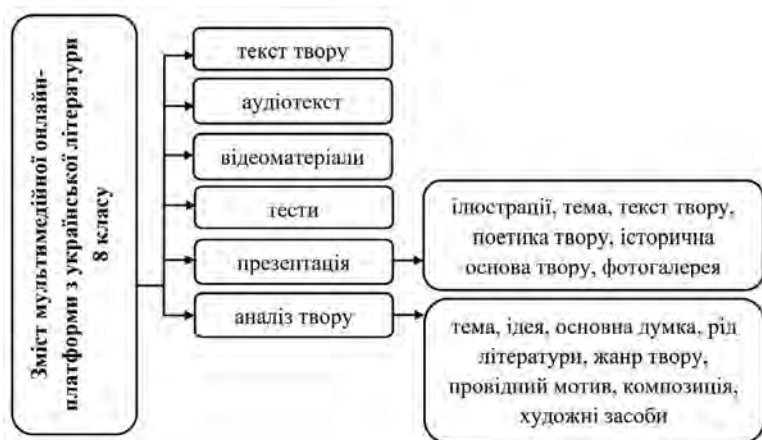 Зміст мультимедійної онлайн-
платформи з української літератури
8 класу
текст твору
аудіотекст
відеоматеріали
тести
презентація
ілюстрації, тема, текст твору,
поетика твору, історична
основа твору, фотогалерея
аналіз твору
тема, ідея, основна думка, рід
літератури, жанр твору,
провідний мотив, композиція,
художні засоби